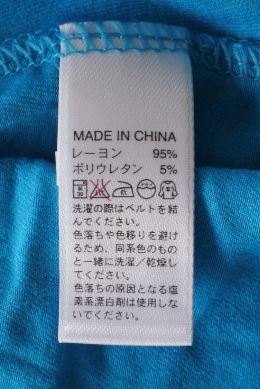 MADE IN CHINA
レーヨン 95%
ポリウレタン 5%
洗濯の際はベルトを結
んでください。
色落ちや色移りを避け
るため、同系色のもの
と一緒に洗濯/乾燥し
てください。
色落ちの原因となる塩
素系漂白剤は使用しな
いでください。